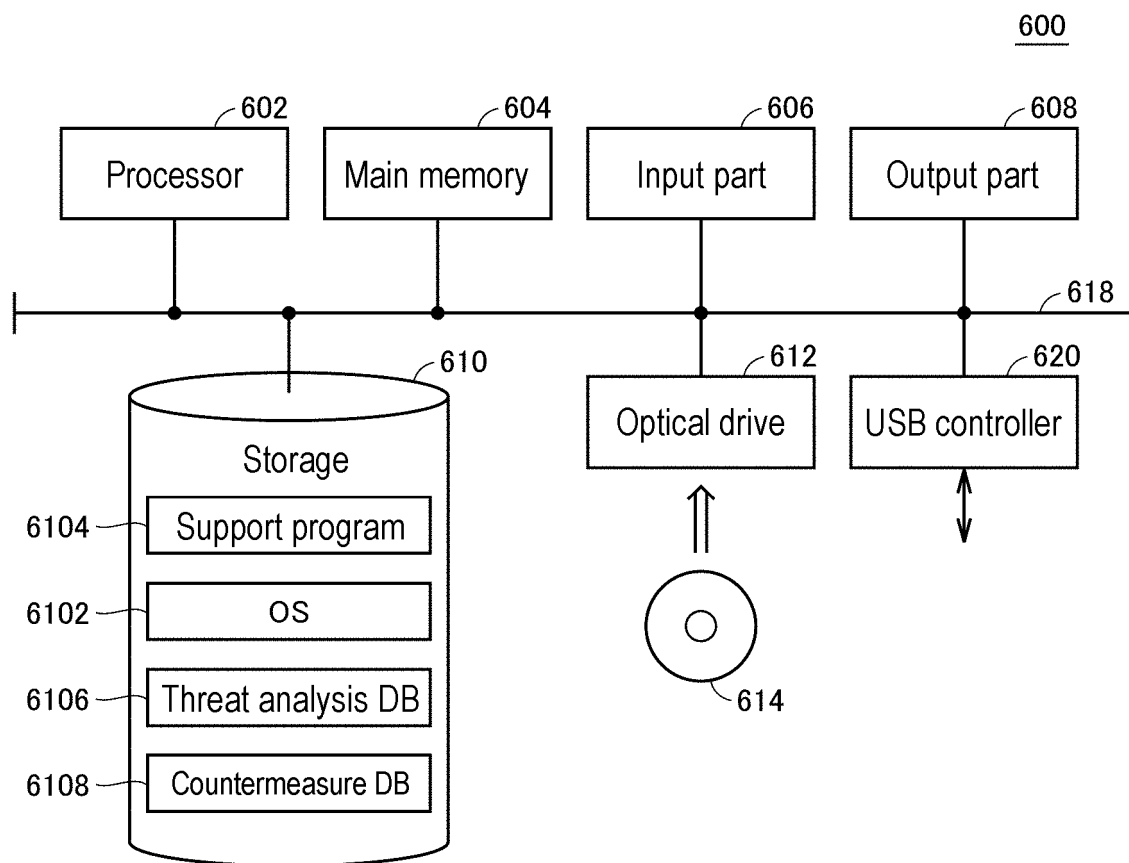 600
602
604
606
608
Processor
Main memory
Input part
Output part
618
610
612
620
Storage
Optical drive
USB controller
6104
Support program
6102
OS
6106
Threat analysis DB
614
6108
Countermeasure DB